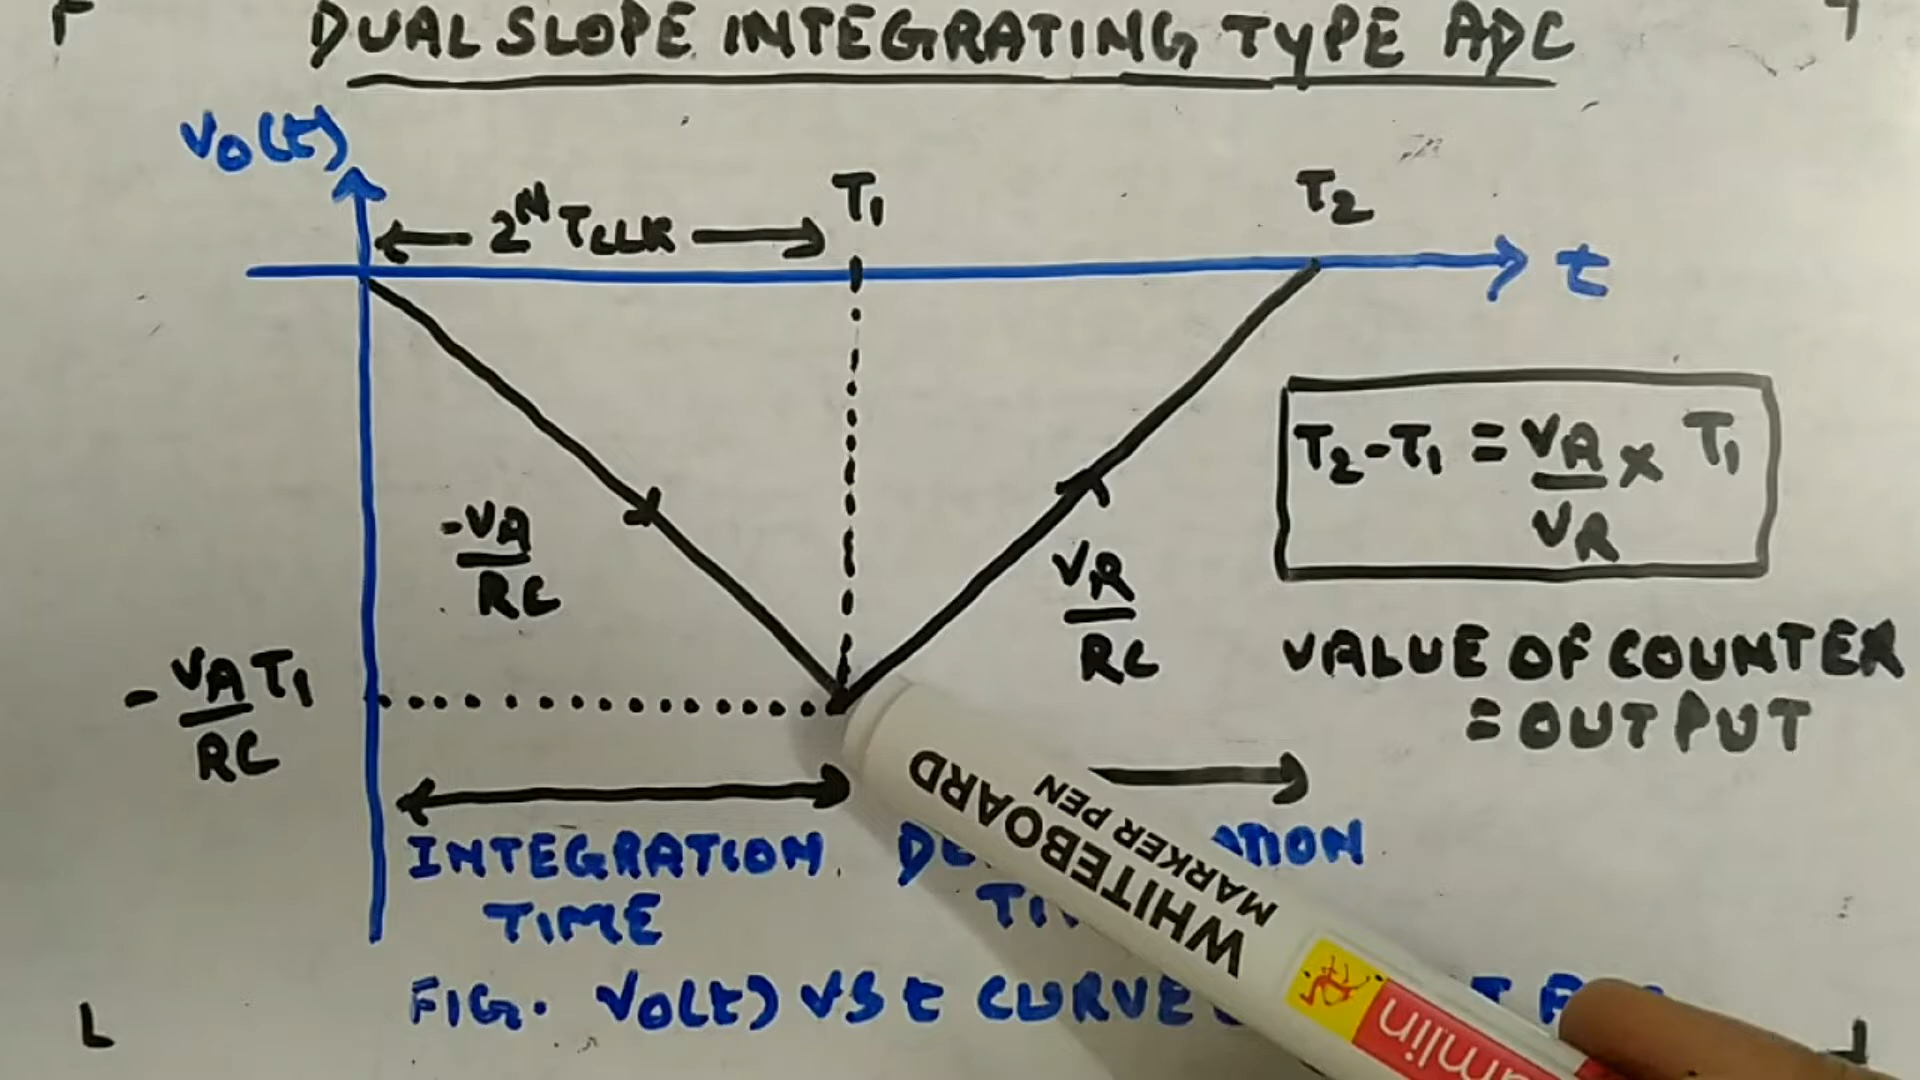 DUAL SLOPE INTEGRATING TYPE ADC
Vo(t)
2^N TCLK
T1
T2
t
T2-T1 = VA/VR x T1
-VA/RC
VR/RC
-VAT1/RC
VALUE OF COUNTER
= OUTPUT
INTEGRATION
TIME
FIG. Vo(t) VS t CURVE
WHITEBOARD
MARKER PEN